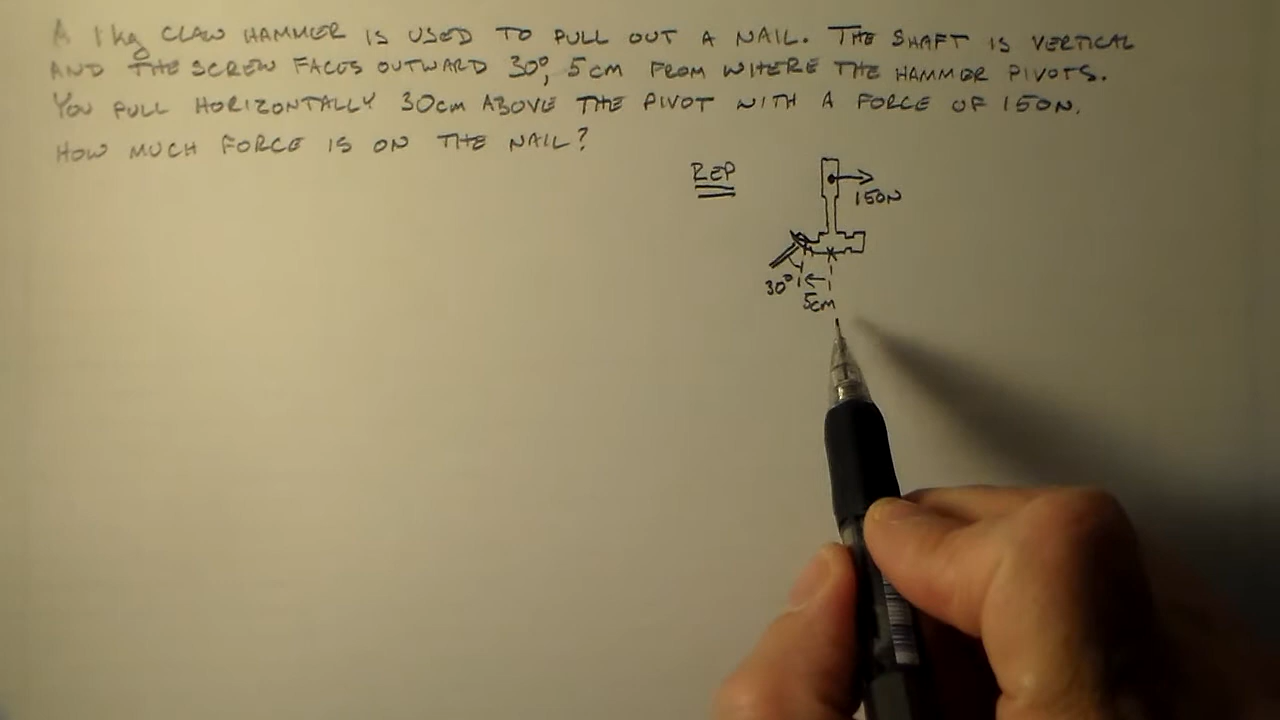 A 1kg CLAW HAMMER IS USED TO PULL OUT A NAIL. THE SHAFT IS VERTICAL
AND THE SCREW FACES OUTWARD 30°, 5cm FROM WHERE THE HAMMER PIVOTS.
YOU PULL HORIZONTALLY 30cm ABOVE THE PIVOT WITH A FORCE OF 150N.
HOW MUCH FORCE IS ON THE NAIL?
REP
150N
30°
5cm